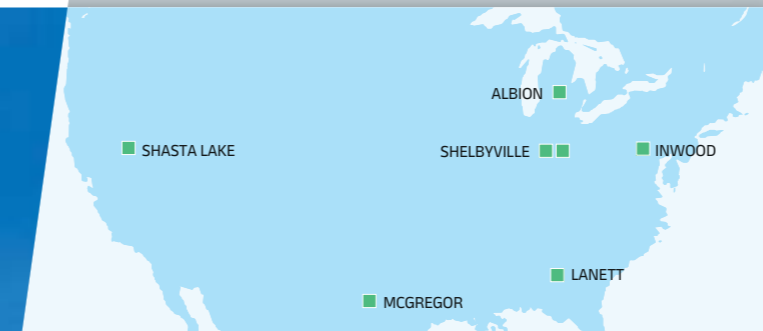 ALBION
SHASTA LAKE
SHELBYVILLE
INWOOD
LANETT
MCGREGOR